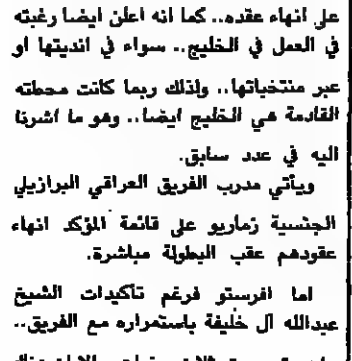 على انهاء عقده.. كما انه اعلن ايضا رغبته
في العمل في الخليج.. سواء في انديتها او
عبر منتخباتها.. ولذلك ربما كانت محطته
القادمة هي الخليج ايضا.. وهو ما اشرنا
اليه في عدد سابق.
ويأتي مدرب الفريق العراقي البرازيلي
الجنسية زماريو على قائمة المؤكد انهاء
عقودهم عقب البطولة مباشرة.
اما افرستو فرغم تأكيدات الشيخ
عبدالله آل خليفة باستمراره مع الفريق..